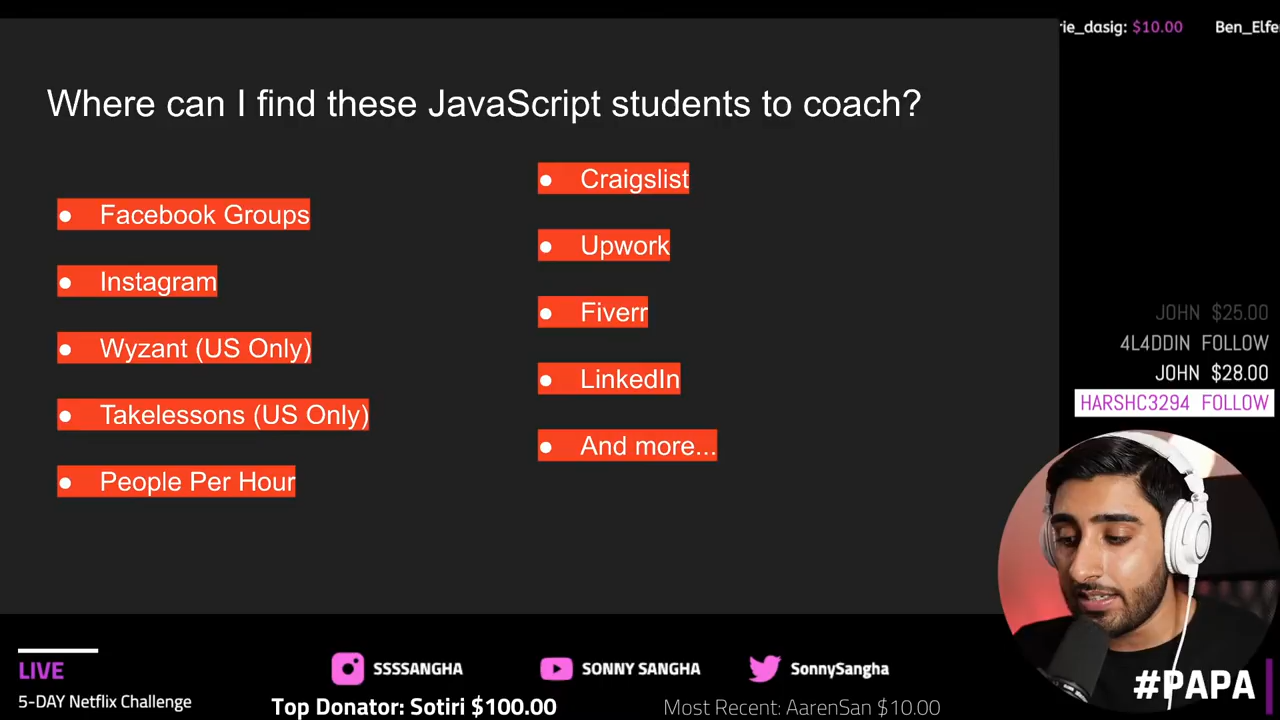 rie_dasig: $10.00 Ben_Elfe
Where can I find these JavaScript students to coach?
● Facebook Groups
● Instagram
● Wyzant (US Only)
● Takelessons (US Only)
● People Per Hour
● Craigslist
● Upwork
● Fiverr
● LinkedIn
● And more...
JOHN $25.00
4L4DDIN FOLLOW
JOHN $28.00
HARSHC3294 FOLLOW
#PAPA
LIVE
5-DAY Netflix Challenge
SSSSANGHA
SONNY SANGHA
SonnySangha
Top Donator: Sotiri $100.00
Most Recent: AarenSan $10.00